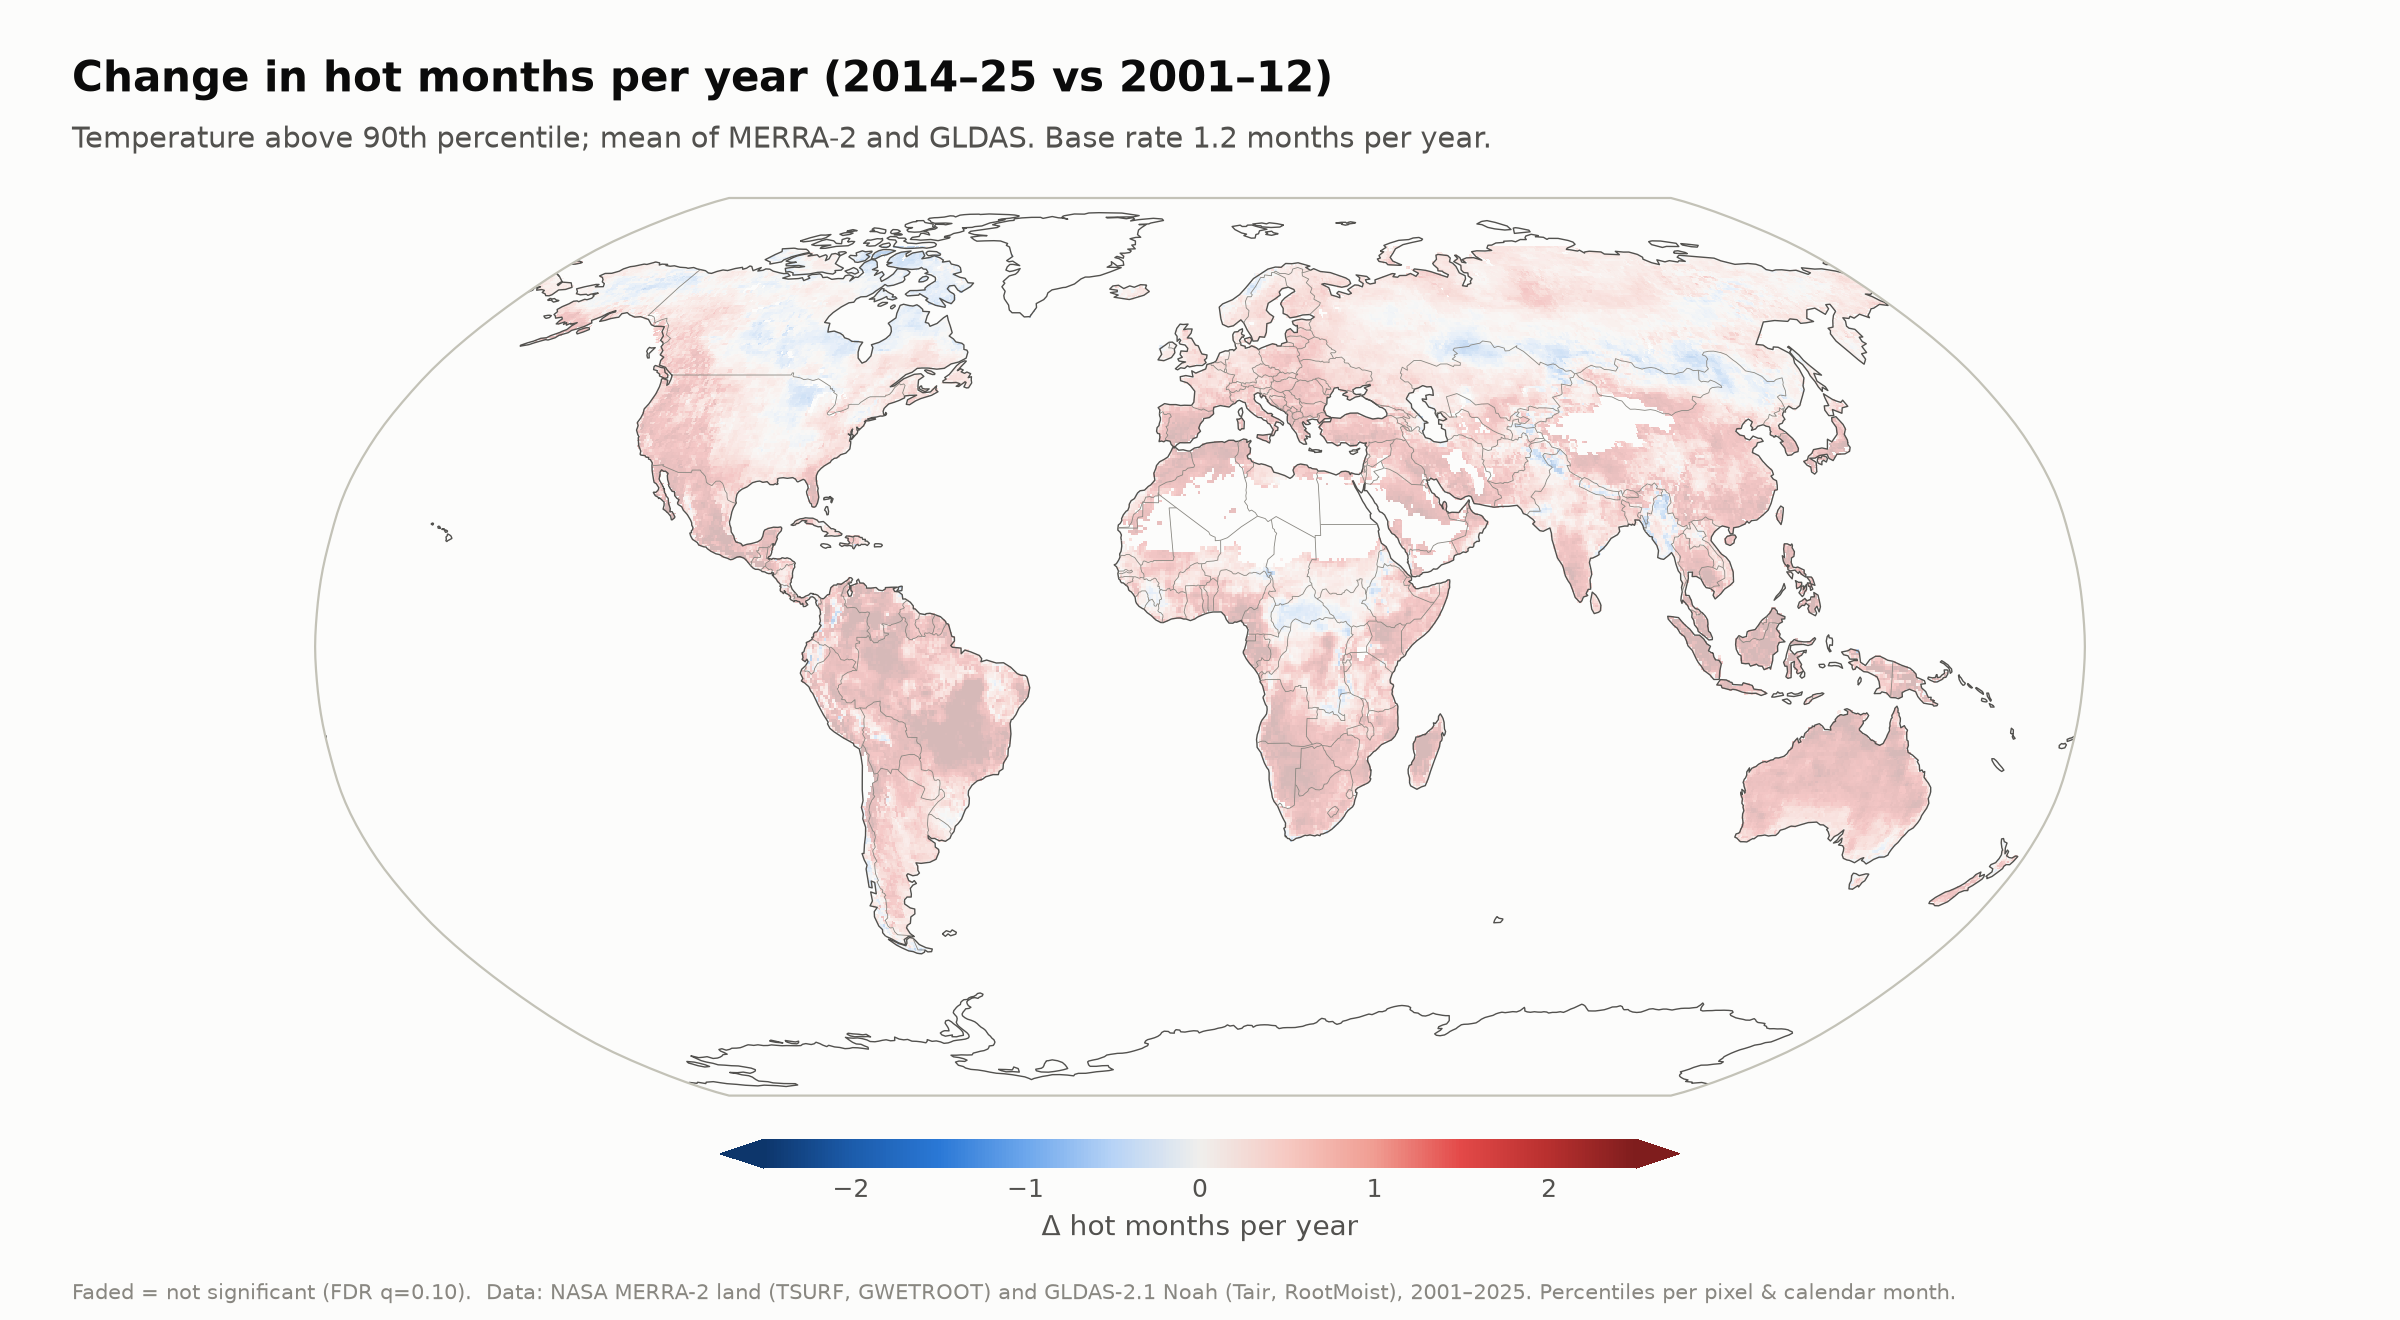 Change in hot months per year (2014–25 vs 2001–12)
Temperature above 90th percentile; mean of MERRA-2 and GLDAS. Base rate 1.2 months per year.
−2 −1 0 1 2
Δ hot months per year
Faded = not significant (FDR q=0.10).  Data: NASA MERRA-2 land (TSURF, GWETROOT) and GLDAS-2.1 Noah (Tair, RootMoist), 2001–2025. Percentiles per pixel & calendar month.